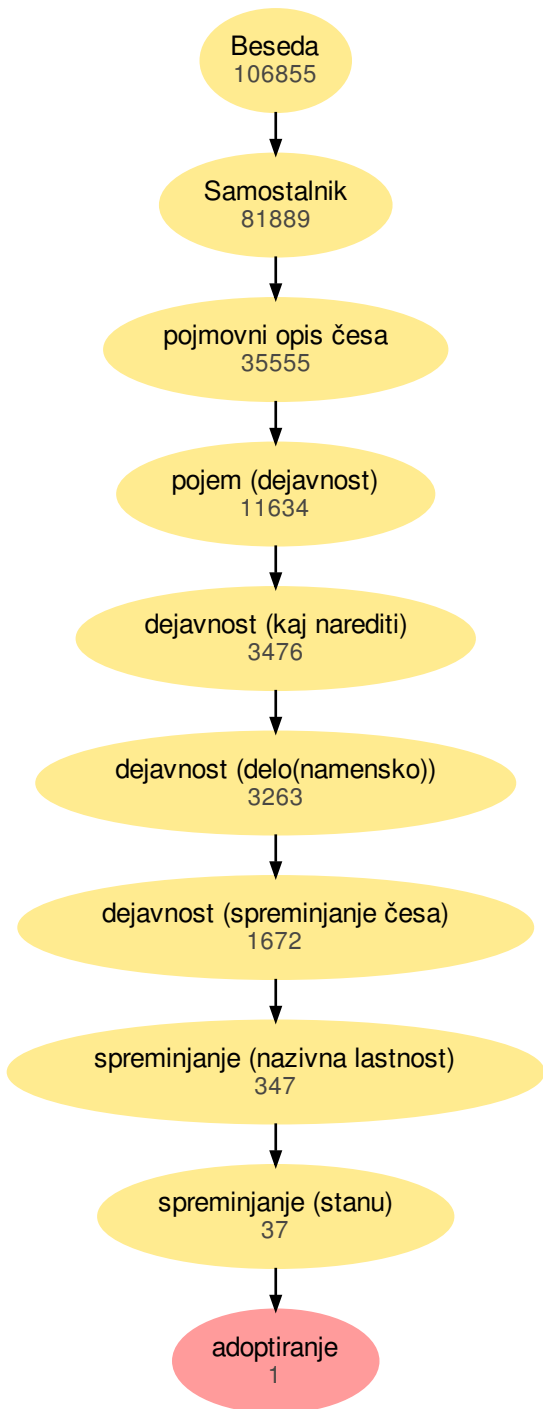 Beseda
106855
Samostalnik
81889
pojmovni opis česa
35555
pojem (dejavnost)
11634
dejavnost (kaj narediti)
3476
dejavnost (delo(namensko))
3263
dejavnost (spreminjanje česa)
1672
spreminjanje (nazivna lastnost)
347
spreminjanje (stanu)
37
adoptiranje
1